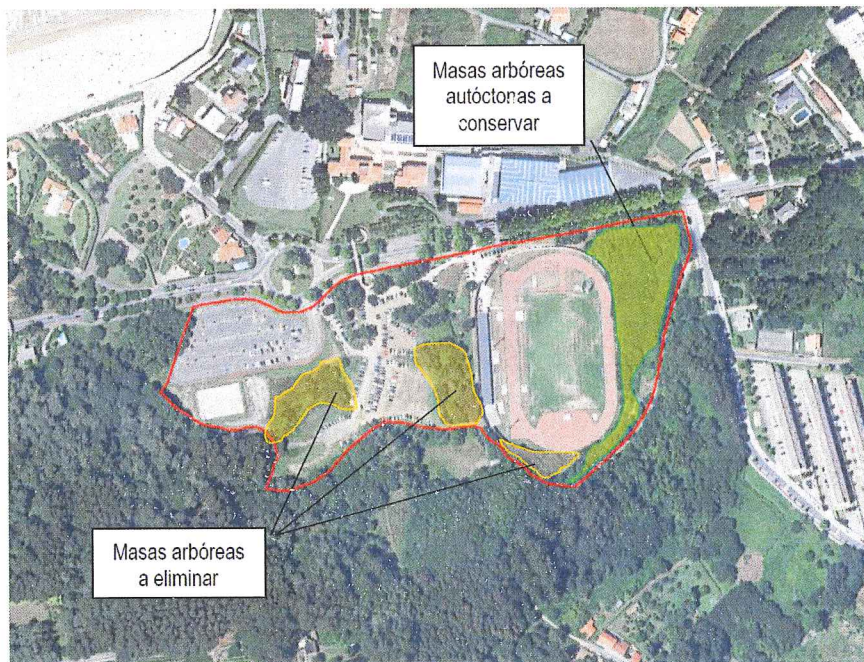 Masas arbóreas
autóctonas a
conservar
Masas arbóreas
a eliminar